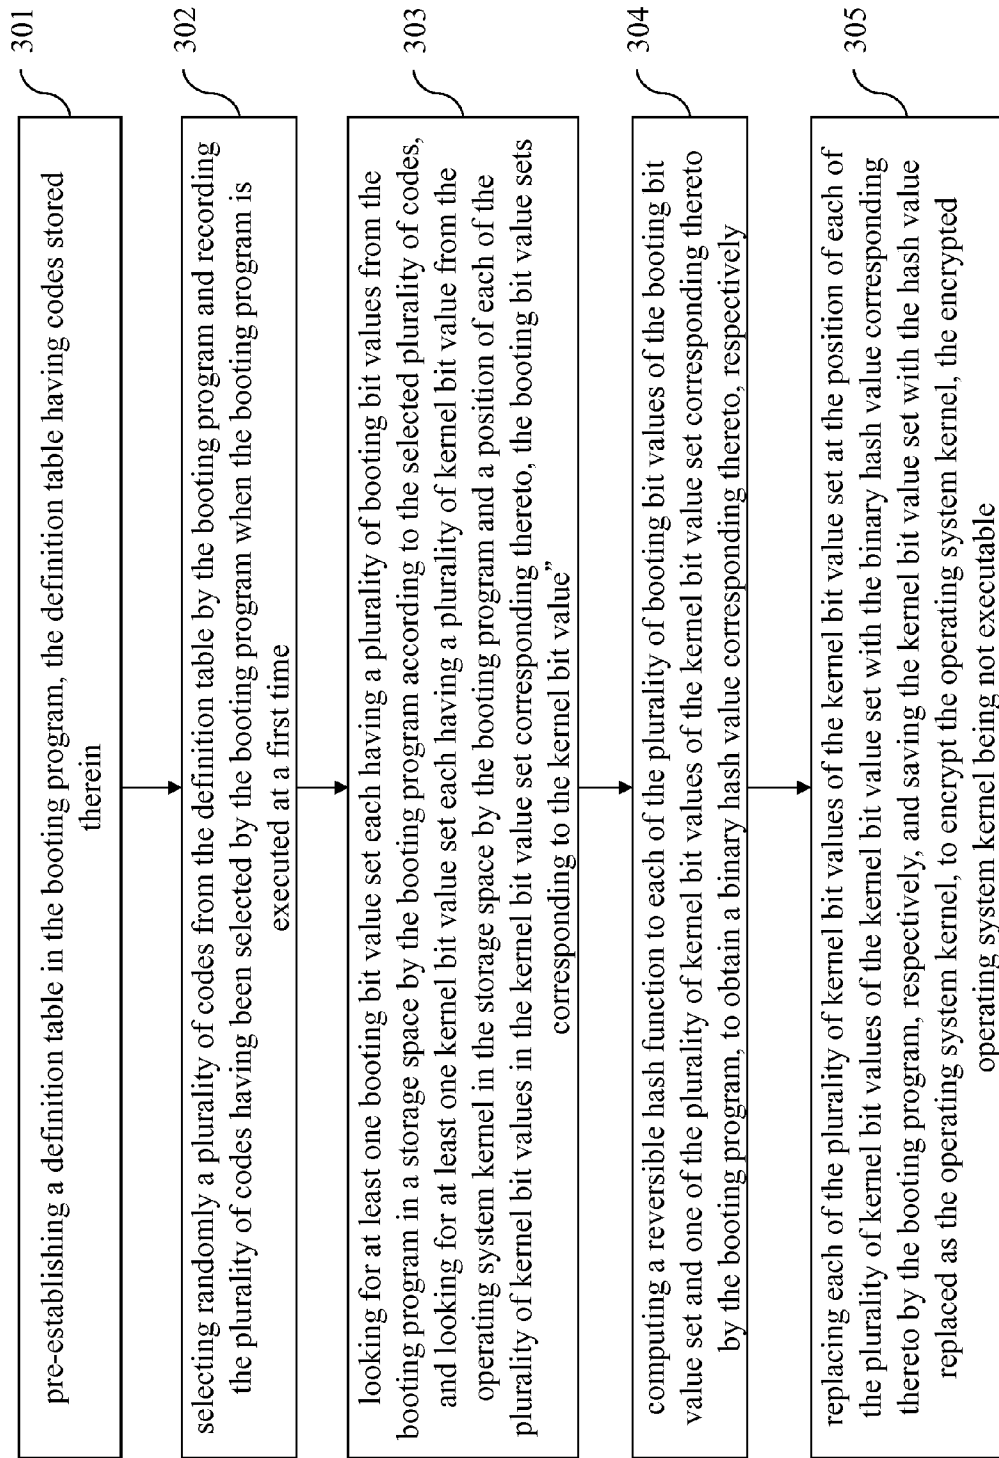 301
pre-establishing a definition table in the booting program, the definition table having codes stored
therein
302
selecting randomly a plurality of codes from the definition table by the booting program and recording
the plurality of codes having been selected by the booting program when the booting program is
executed at a first time
303
looking for at least one booting bit value set each having a plurality of booting bit values from the
booting program in a storage space by the booting program according to the selected plurality of codes,
and looking for at least one kernel bit value set each having a plurality of kernel bit value from the
operating system kernel in the storage space by the booting program and a position of each of the
plurality of kernel bit values in the kernel bit value set corresponding thereto, the booting bit value sets
corresponding to the kernel bit value”
304
computing a reversible hash function to each of the plurality of booting bit values of the booting bit
value set and one of the plurality of kernel bit values of the kernel bit value set corresponding thereto
by the booting program, to obtain a binary hash value corresponding thereto, respectively
305
replacing each of the plurality of kernel bit values of the kernel bit value set at the position of each of
the plurality of kernel bit values of the kernel bit value set with the binary hash value corresponding
thereto by the booting program, respectively, and saving the kernel bit value set with the hash value
replaced as the operating system kernel, to encrypt the operating system kernel, the encrypted
operating system kernel being not executable